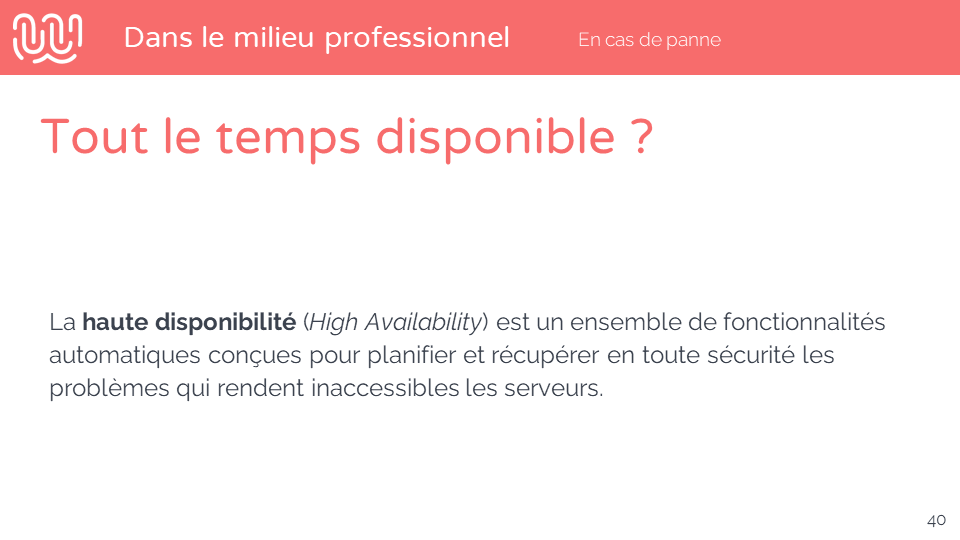 Dans le milieu professionnel
En cas de panne
Tout le temps disponible ?
La haute disponibilité (High Availability) est un ensemble de fonctionnalités
automatiques conçues pour planifier et récupérer en toute sécurité les
problèmes qui rendent inaccessibles les serveurs.
40